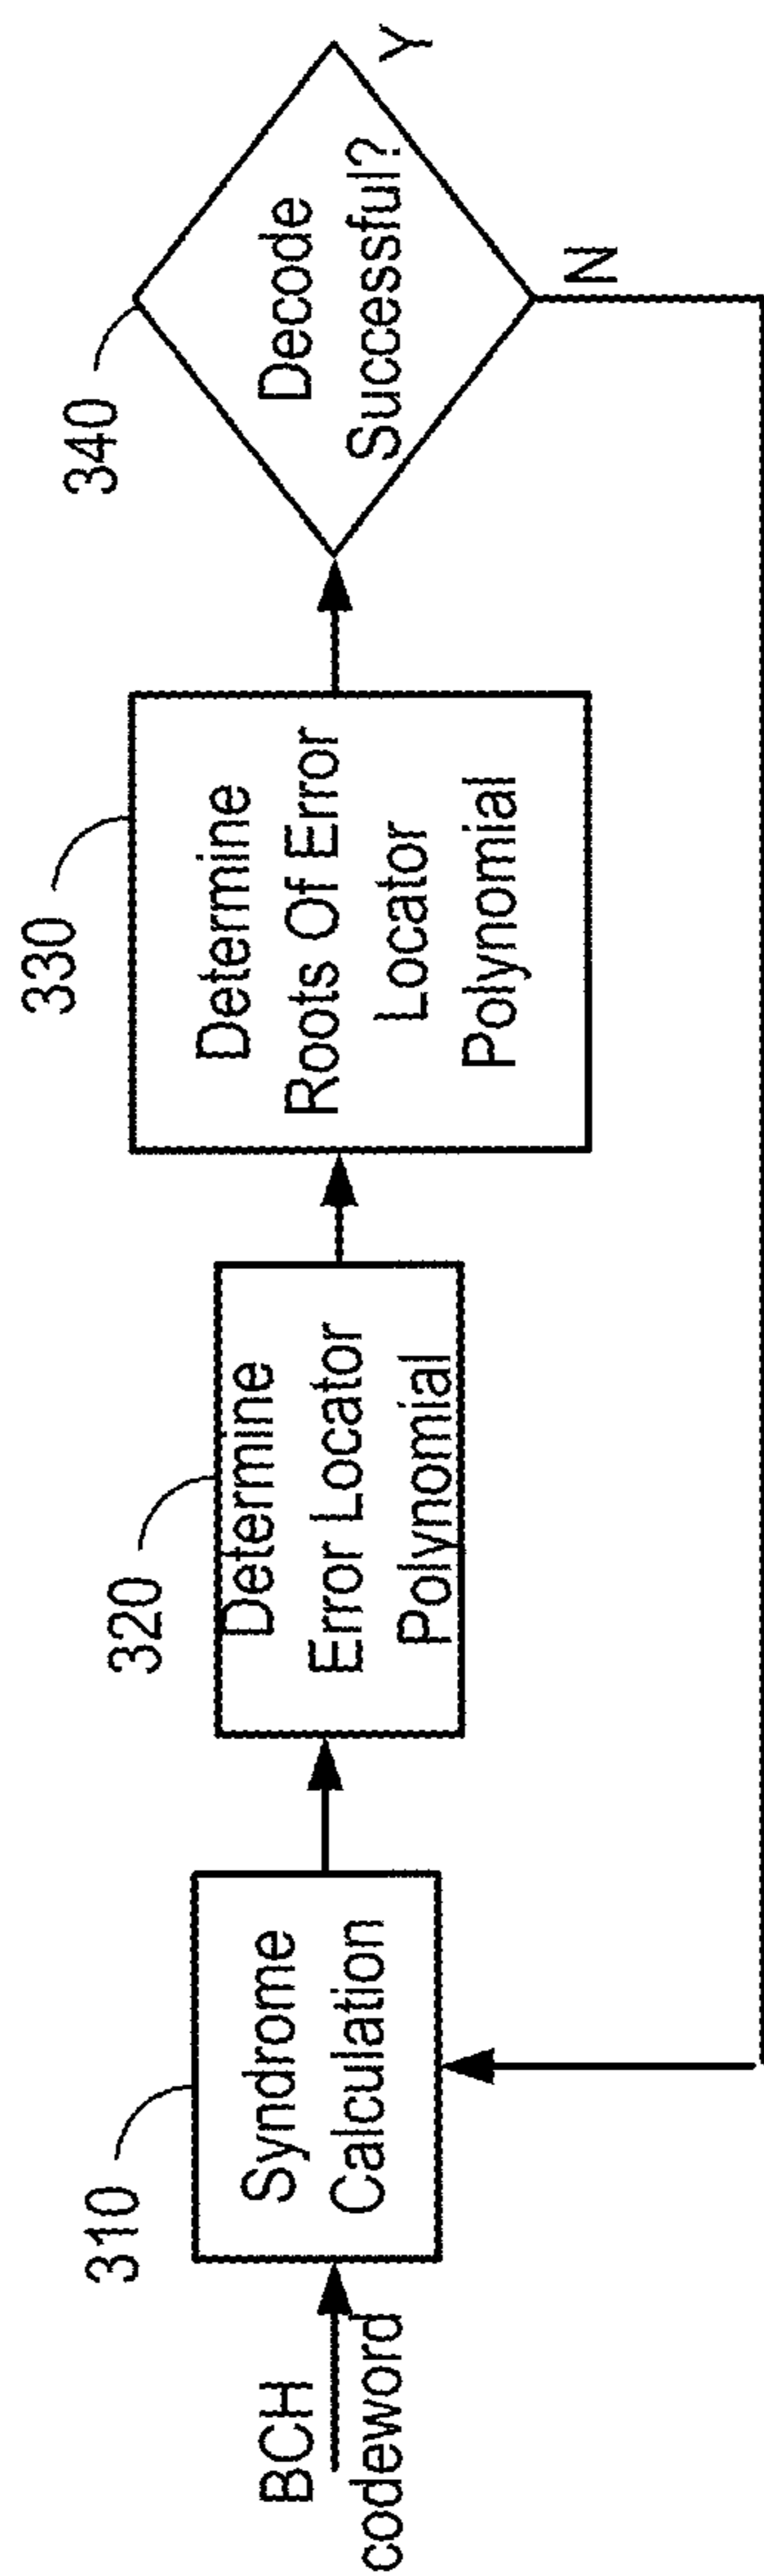 BCH
codeword
310
Syndrome
Calculation
320
Determine
Error Locator
Polynomial
330
Determine
Roots Of Error
Locator
Polynomial
340
Decode
Successful?
Y
N